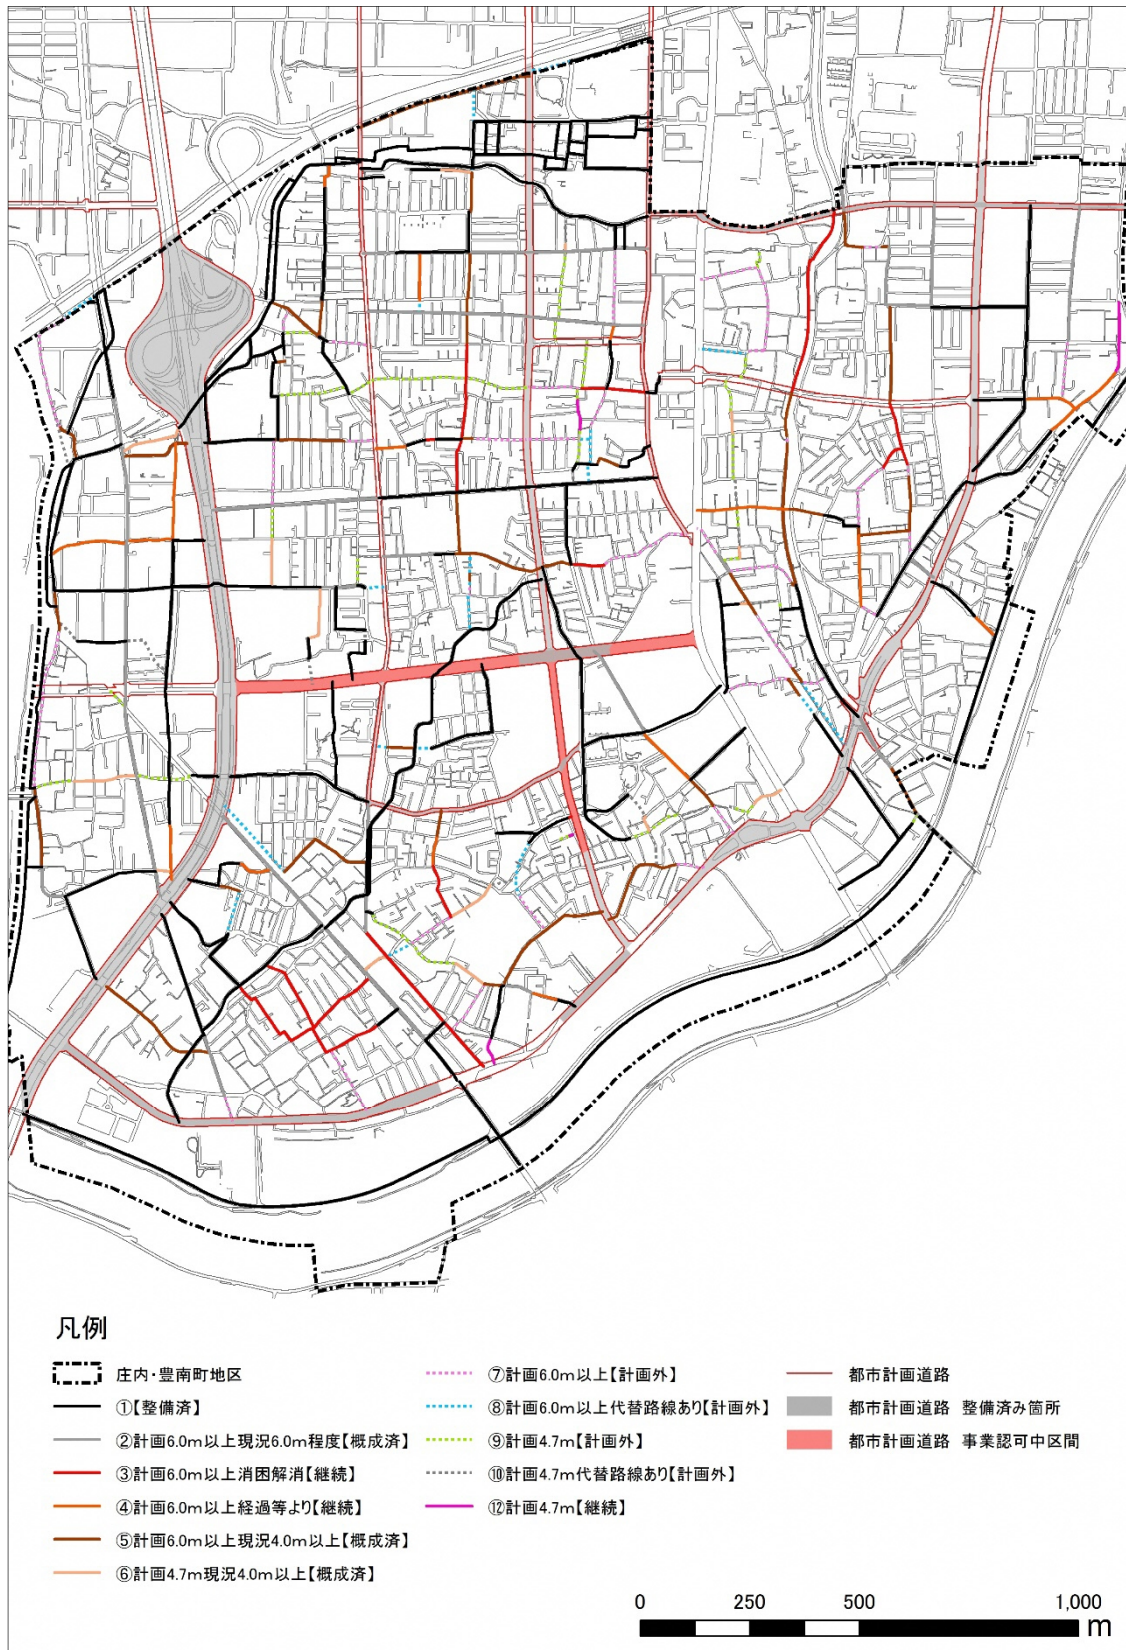 凡例
庄内・豊南町地区
①【整備済】
②計画6.0m以上現況6.0m程度【概成済】
③計画6.0m以上消困解消【継続】
④計画6.0m以上経過等より【継続】
⑤計画6.0m以上現況4.0m以上【概成済】
⑥計画4.7m現況4.0m以上【概成済】
⑦計画6.0m以上【計画外】
⑧計画6.0m以上代替路線あり【計画外】
⑨計画4.7m【計画外】
⑩計画4.7m代替路線あり【計画外】
⑫計画4.7m【継続】
都市計画道路
都市計画道路 整備済み箇所
都市計画道路 事業認可中区間
0 250 500 1,000
m